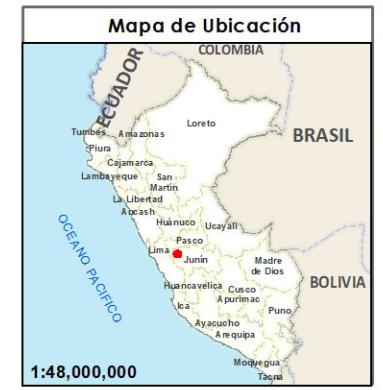 Mapa de Ubicación
COLOMBIA
ECUADOR
Loreto
Tumbes
Amazonas
BRASIL
Piura
Cajamarca
Lambayeque
San
Martin
La Libertad
Ancash
Huánuco
Ucayali
OCEANO PACIFICO
Pasco
Lima
Junín
Madre
de Dios
BOLIVIA
Huancavelica
Cusco
Apurimac
Ica
Puno
Ayacucho
Arequipa
Moquegua
Tacna
1:48,000,000